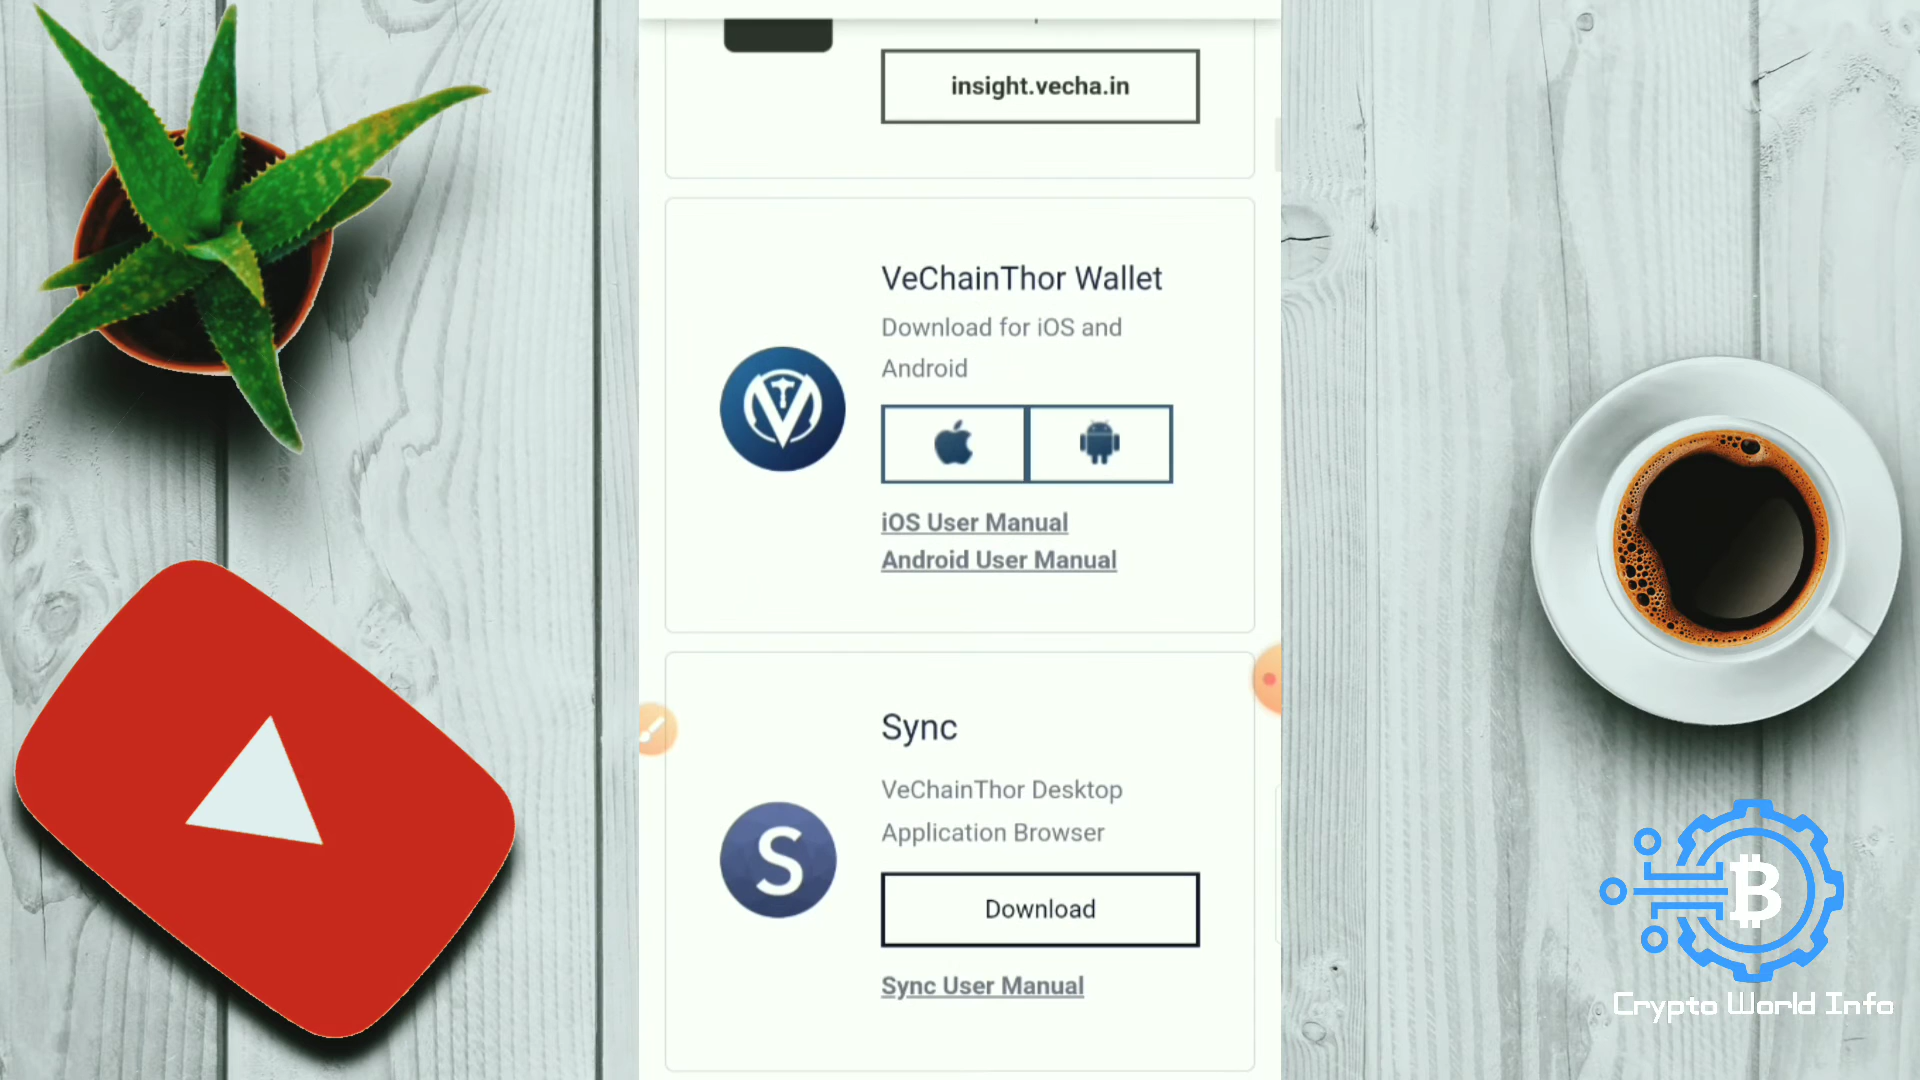 insight.vecha.in
VeChainThor Wallet
Download for iOS and
Android
iOS User Manual
Android User Manual
Sync
VeChainThor Desktop
Application Browser
S
Download
Sync User Manual
Crypto World Info